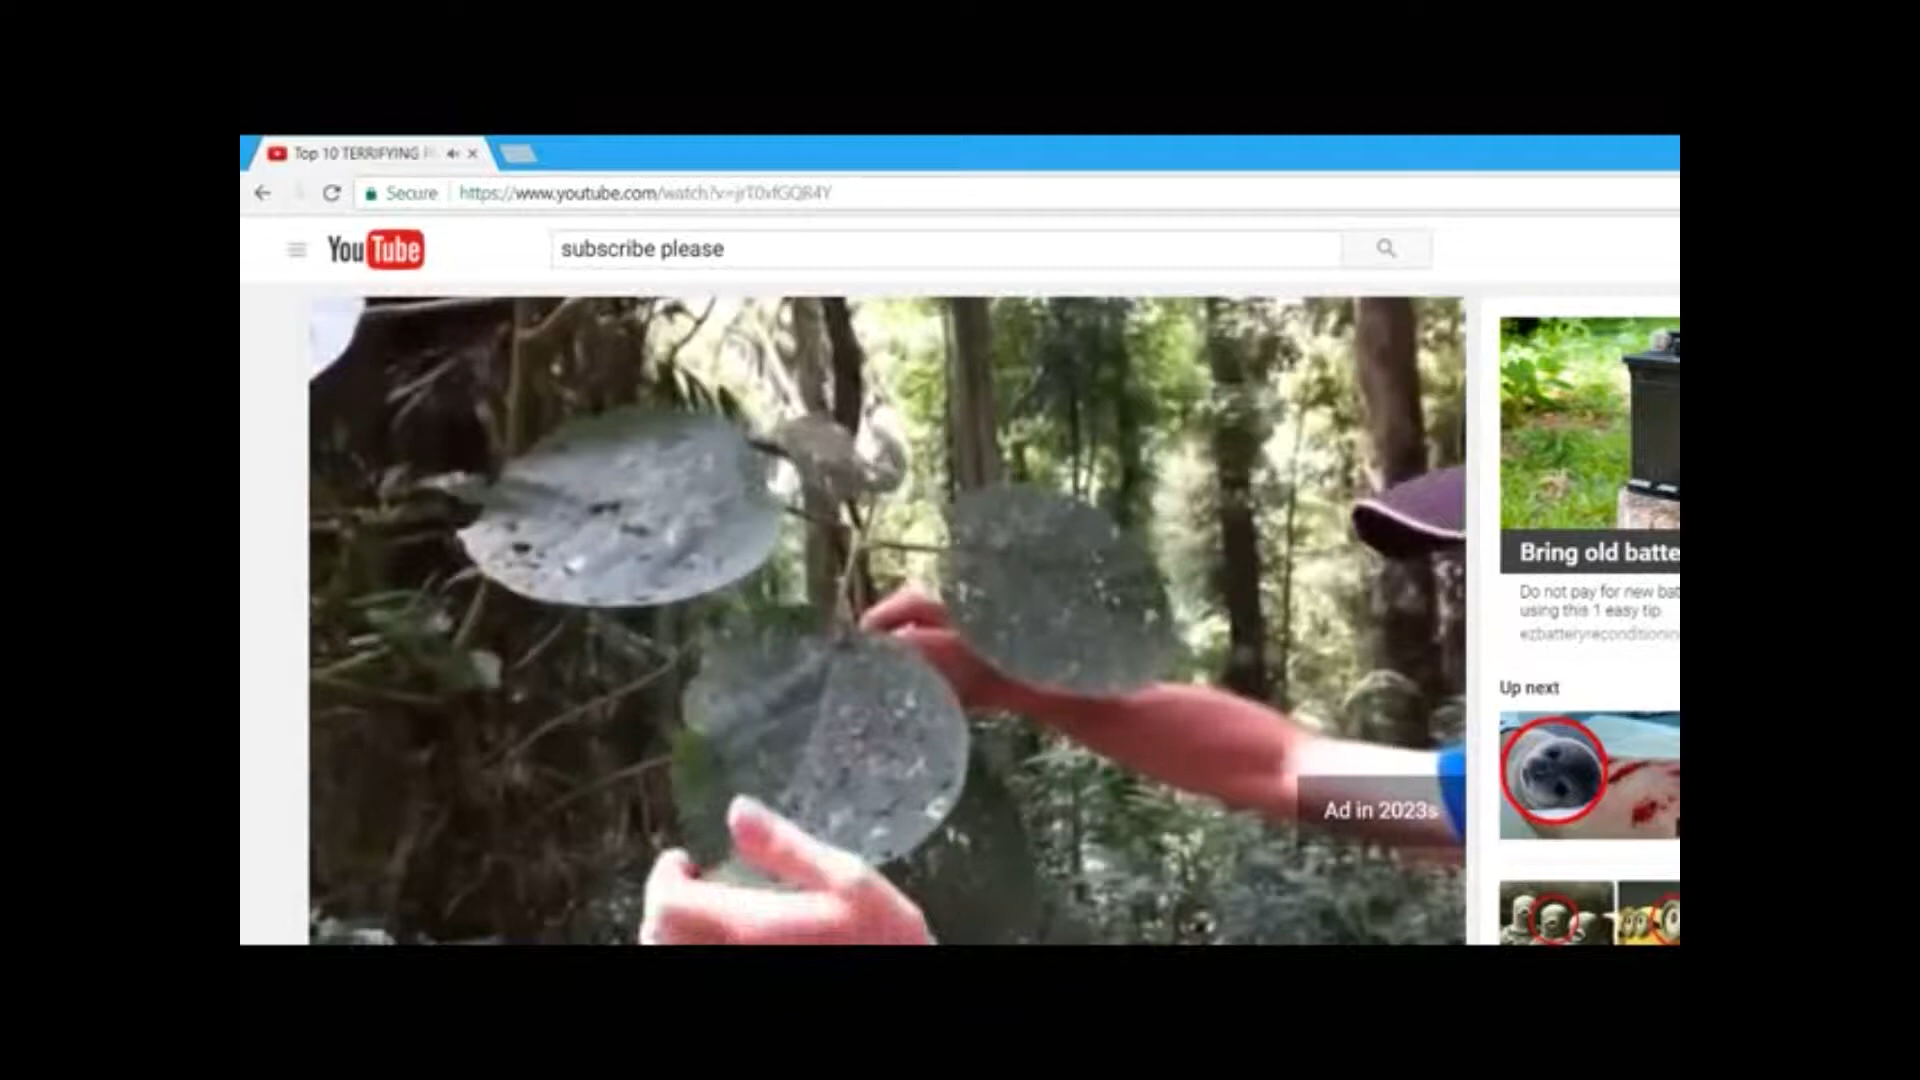 Top 10 TERRIFYING
Secure https://www.youtube.com/watch?v=jrT0xfGQR4Y
YouTube
subscribe please
Bring old batte
Do not pay for new bat
using this 1 easy tip
ezbatteryreconditionin
Ad in 2023s
Up next